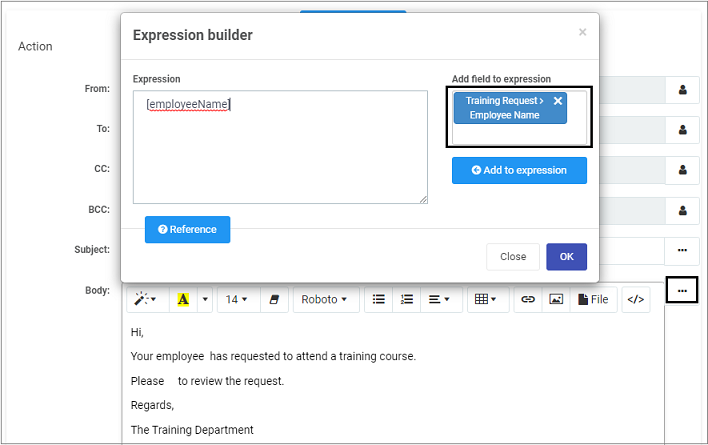 Action
Expression builder
×
Expression
Add field to expression
[employeeName]
Training Request > ×
Employee Name
Add to expression
Reference
Close
OK
From:
To:
CC:
BCC:
Subject:
...
Body:
...
A
14
Roboto
File
</>
Hi,
Your employee  has requested to attend a training course.
Please    to review the request.
Regards,
The Training Department